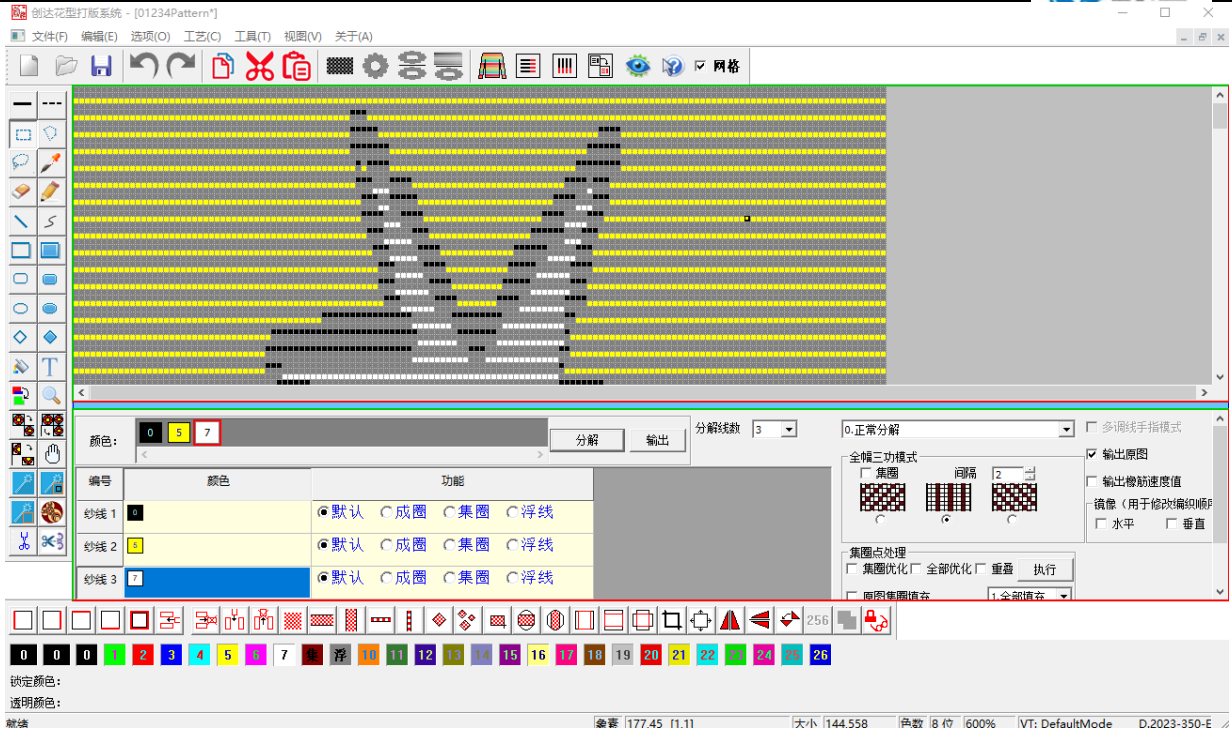 创达花型打版系统 - [01234Pattern*]
文件(F) 编辑(E) 选项(O) 工艺(C) 工具(T) 视图(V) 关于(A)
网格
颜色: 0 5 7 分解 输出 分解线数 3 0.正常分解 多调线手指模式
全幅三功模式 输出原图
集圈 间隔 2
输出橡筋速度值
编号 颜色 功能
镜像（用于修改编织顺序
水平 垂直
纱线 1 0 默认 成圈 集圈 浮线
纱线 2 5 默认 成圈 集圈 浮线
集圈点处理
集圈优化 全部优化 重叠 执行
纱线 3 7 默认 成圈 集圈 浮线
原图集圈填充 1.全部填充
256
0 0 0 1 2 3 4 5 6 7 集 浮 10 11 12 13 14 15 16 17 18 19 20 21 22 23 24 25 26
锁定颜色:
透明颜色:
就绪 象素 177.45 [1.1] 大小 144.558 色数 8 位 600% VT: DefaultMode D.2023-350-E